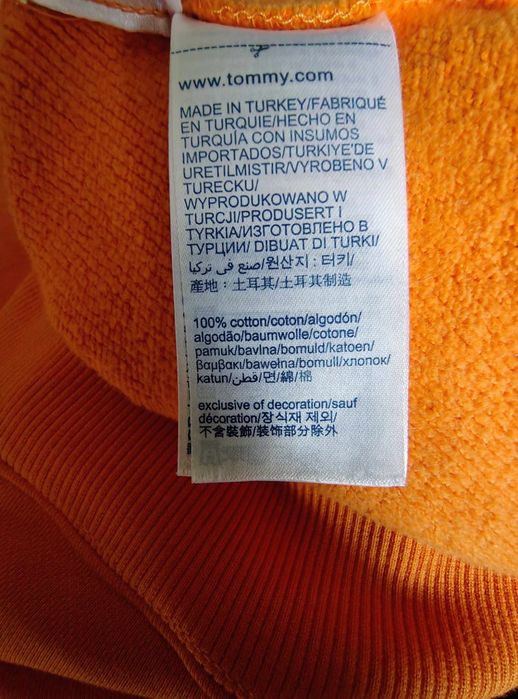 www.tommy.com
MADE IN TURKEY/FABRIQUÉ
EN TURQUIE/HECHO EN
TURQUÍA CON INSUMOS
IMPORTADOS/TURKIYE'DE
URETILMISTIR/VYROBENO V
TURECKU/
WYPRODUKOWANO W
TURCJI/PRODUSERT I
TYRKIA/ИЗГОТОВЛЕНО В
ТУРЦИИ/ DIBUAT DI TURKI/
صنع في تركيا/원산지 : 터키/
產地：土耳其/土耳其制造
100% cotton/coton/algodón/
algodão/baumwolle/cotone/
pamuk/bavlna/bomuld/katoen/
βαμβακι/bawełna/bomull/хлопок/
katun/قطن/면/綿/棉
exclusive of decoration/sauf
décoration/장식재 제외/
不含裝飾/装饰部分除外